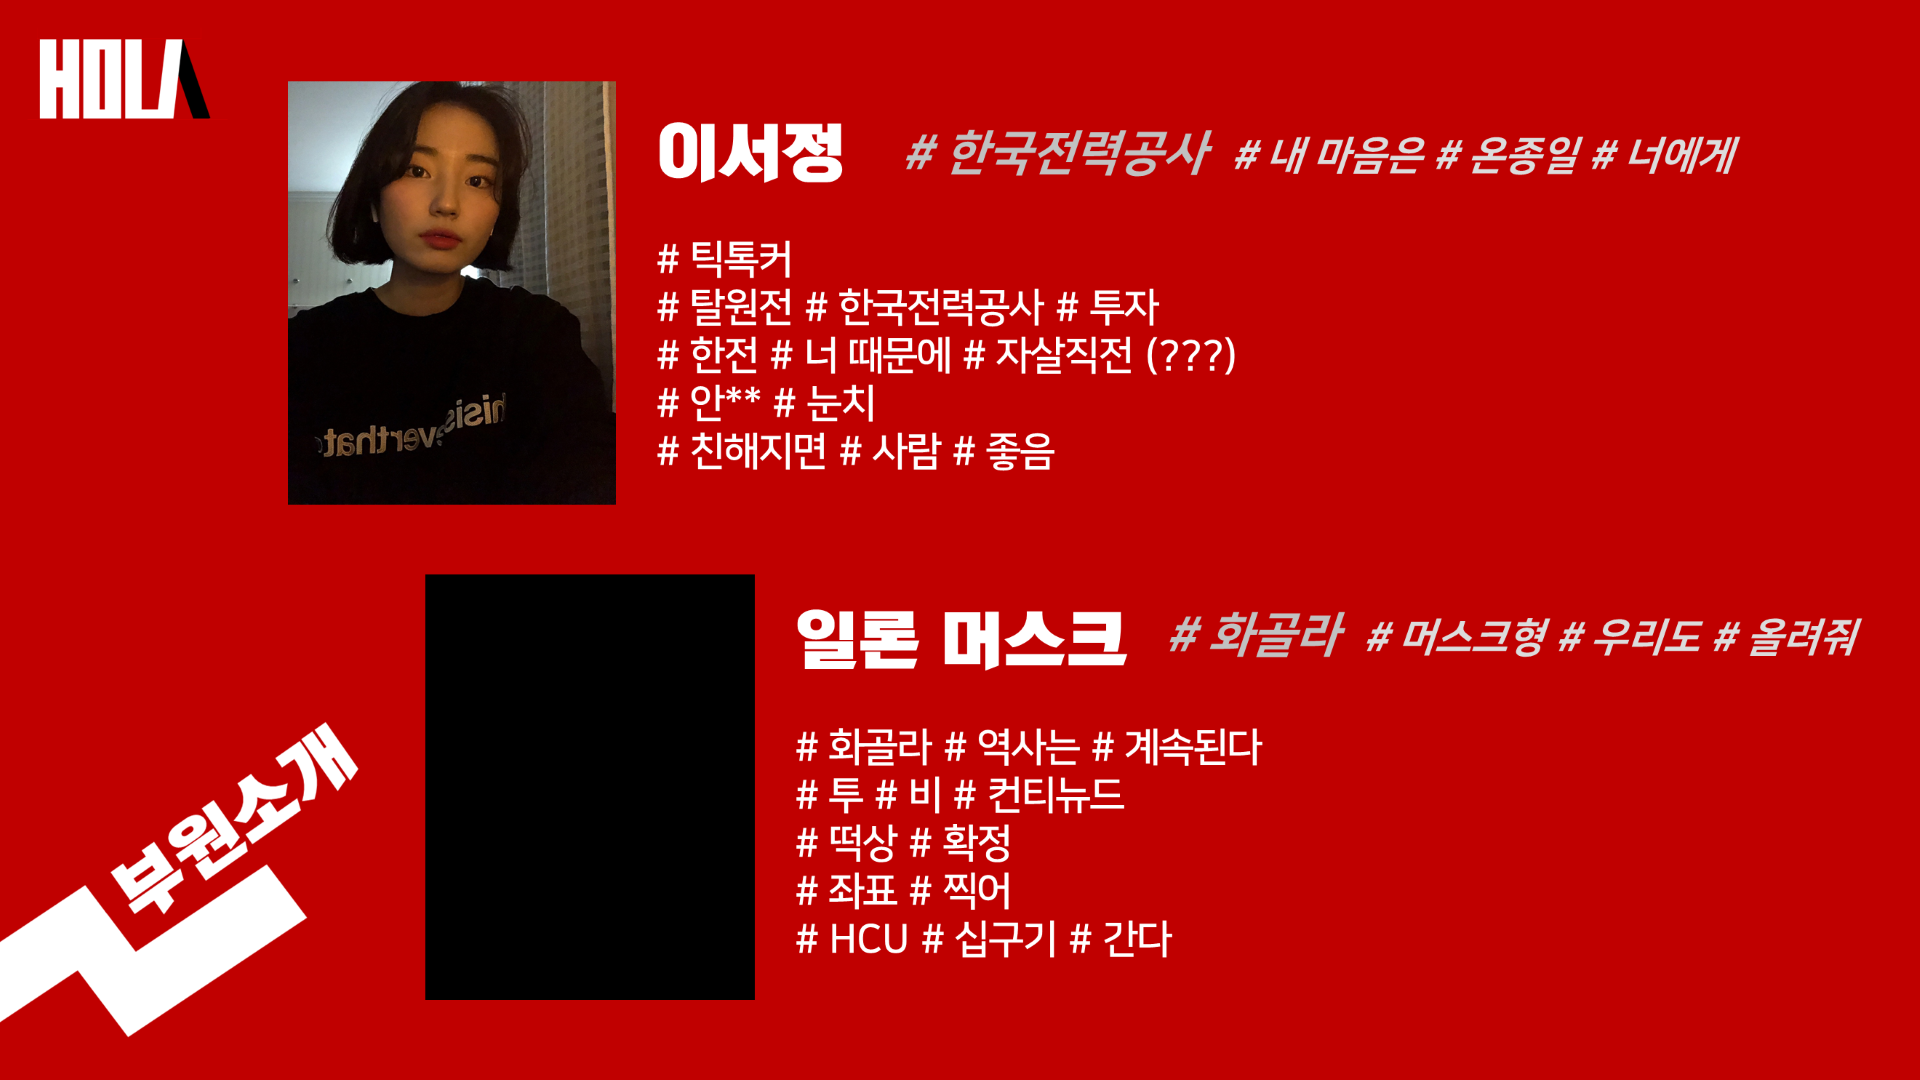 HOLA
이서정 # 한국전력공사 # 내 마음은 # 온종일 # 너에게
# 틱톡커
# 탈원전 # 한국전력공사 # 투자
# 한전 # 너 때문에 # 자살직전 (???)
# 안** # 눈치
# 친해지면 # 사람 # 좋음
hisis
verthat
일론 머스크 # 화골라 # 머스크형 # 우리도 # 올려줘
# 화골라 # 역사는 # 계속된다
# 투 # 비 # 컨티뉴드
# 떡상 # 확정
# 좌표 # 찍어
# HCU # 십구기 # 간다
부원소개